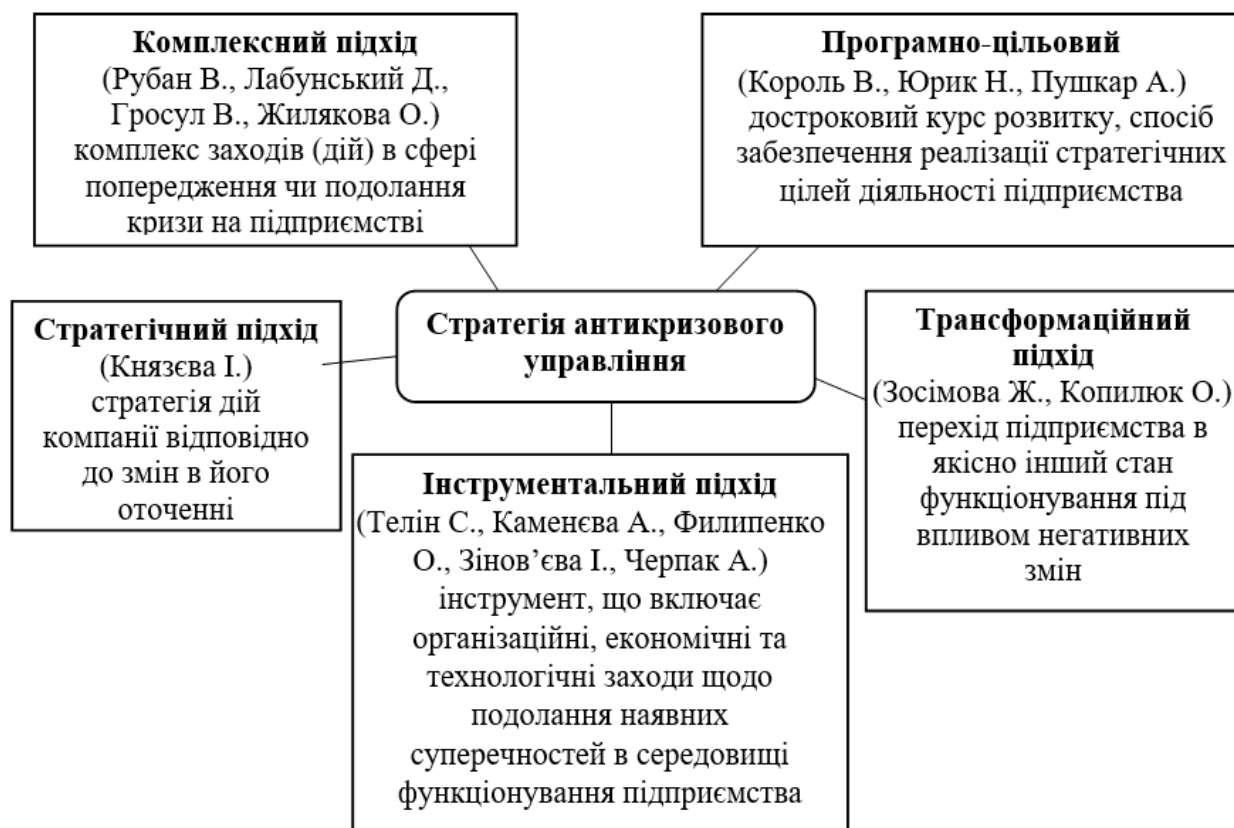 Комплексний підхід
(Рубан В., Лабунський Д.,
Гросул В., Жилякова О.)
комплекс заходів (дій) в сфері
попередження чи подолання
кризи на підприємстві
Програмно-цільовий
(Король В., Юрик Н., Пушкар А.)
достроковий курс розвитку, спосіб
забезпечення реалізації стратегічних
цілей діяльності підприємства
Стратегічний підхід
(Князєва І.)
стратегія дій
компанії відповідно
до змін в його
оточенні
Стратегія антикризового
управління
Трансформаційний
підхід
(Зосімова Ж., Копилюк О.)
перехід підприємства в
якісно інший стан
функціонування під
впливом негативних
змін
Інструментальний підхід
(Телін С., Каменєва А., Филипенко
О., Зінов’єва І., Черпак А.)
інструмент, що включає
організаційні, економічні та
технологічні заходи щодо
подолання наявних
суперечностей в середовищі
функціонування підприємства